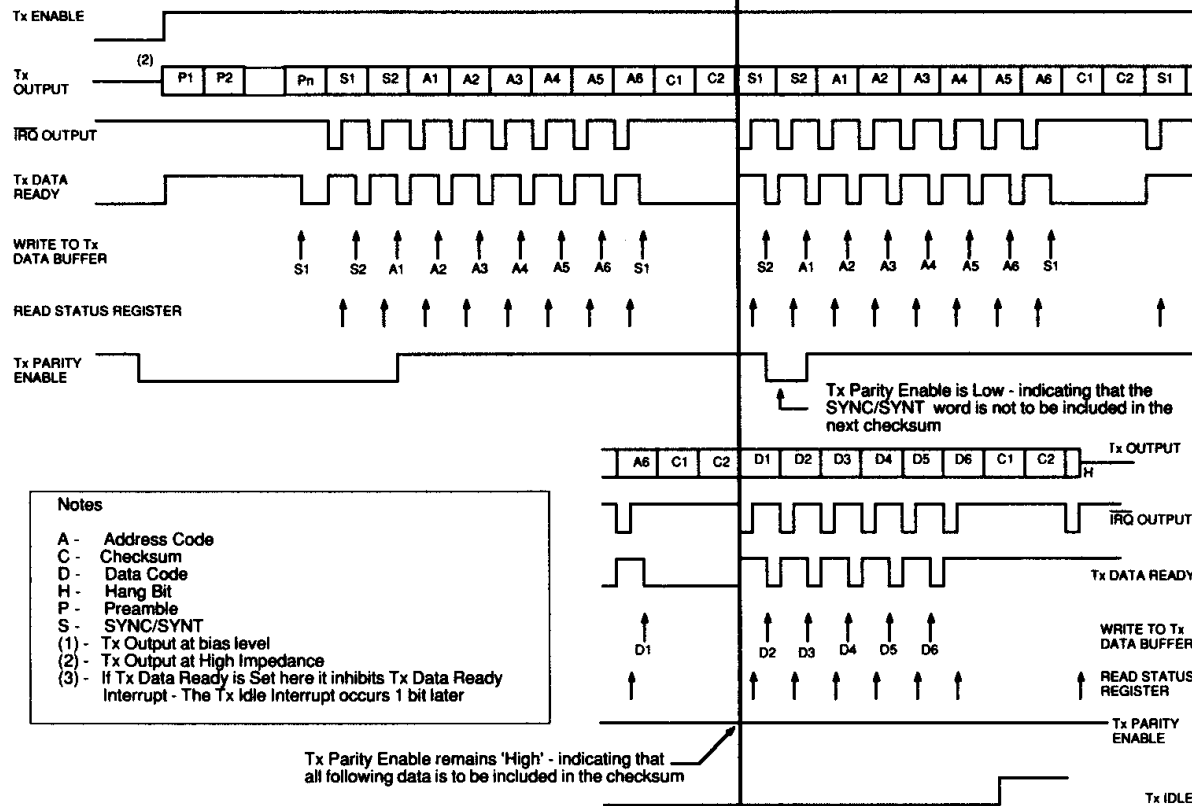 Tx ENABLE
(2)
Tx OUTPUT
P1 P2 Pn S1 S2 A1 A2 A3 A4 A5 A6 C1 C2 S1 S2 A1 A2 A3 A4 A5 A6 C1 C2 S1
IRQ OUTPUT
Tx DATA READY
WRITE TO Tx DATA BUFFER
S1 S2 A1 A2 A3 A4 A5 A6 S1 S2 A1 A2 A3 A4 A5 A6 S1
READ STATUS REGISTER
Tx PARITY ENABLE
Tx Parity Enable is Low - indicating that the
SYNC/SYNT word is not to be included in the
next checksum
A6 C1 C2 D1 D2 D3 D4 D5 D6 C1 C2
Tx OUTPUT
H
IRQ OUTPUT
Tx DATA READY
D1 D2 D3 D4 D5 D6
WRITE TO Tx
DATA BUFFER
READ STATUS
REGISTER
Tx PARITY
ENABLE
Tx IDLE
Notes
A - Address Code
C - Checksum
D - Data Code
H - Hang Bit
P - Preamble
S - SYNC/SYNT
(1) - Tx Output at bias level
(2) - Tx Output at High Impedance
(3) - If Tx Data Ready is Set here it inhibits Tx Data Ready
Interrupt - The Tx Idle Interrupt occurs 1 bit later
Tx Parity Enable remains 'High' - indicating that
all following data is to be included in the checksum